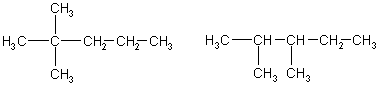 CH₃
H₃C CH₂ CH₂ CH₃
CH₃
H₃C CH CH CH₂ CH₃
CH₃ CH₃